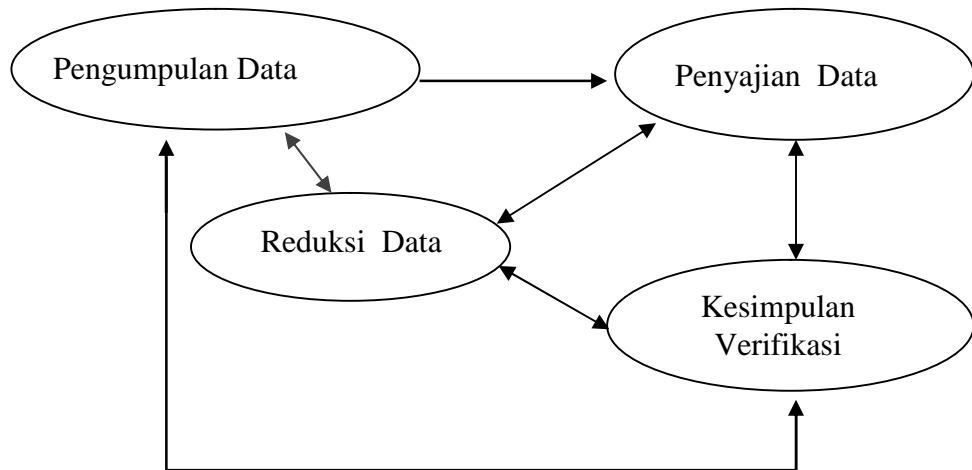 Pengumpulan Data
Penyajian Data
Reduksi Data
Kesimpulan
Verifikasi